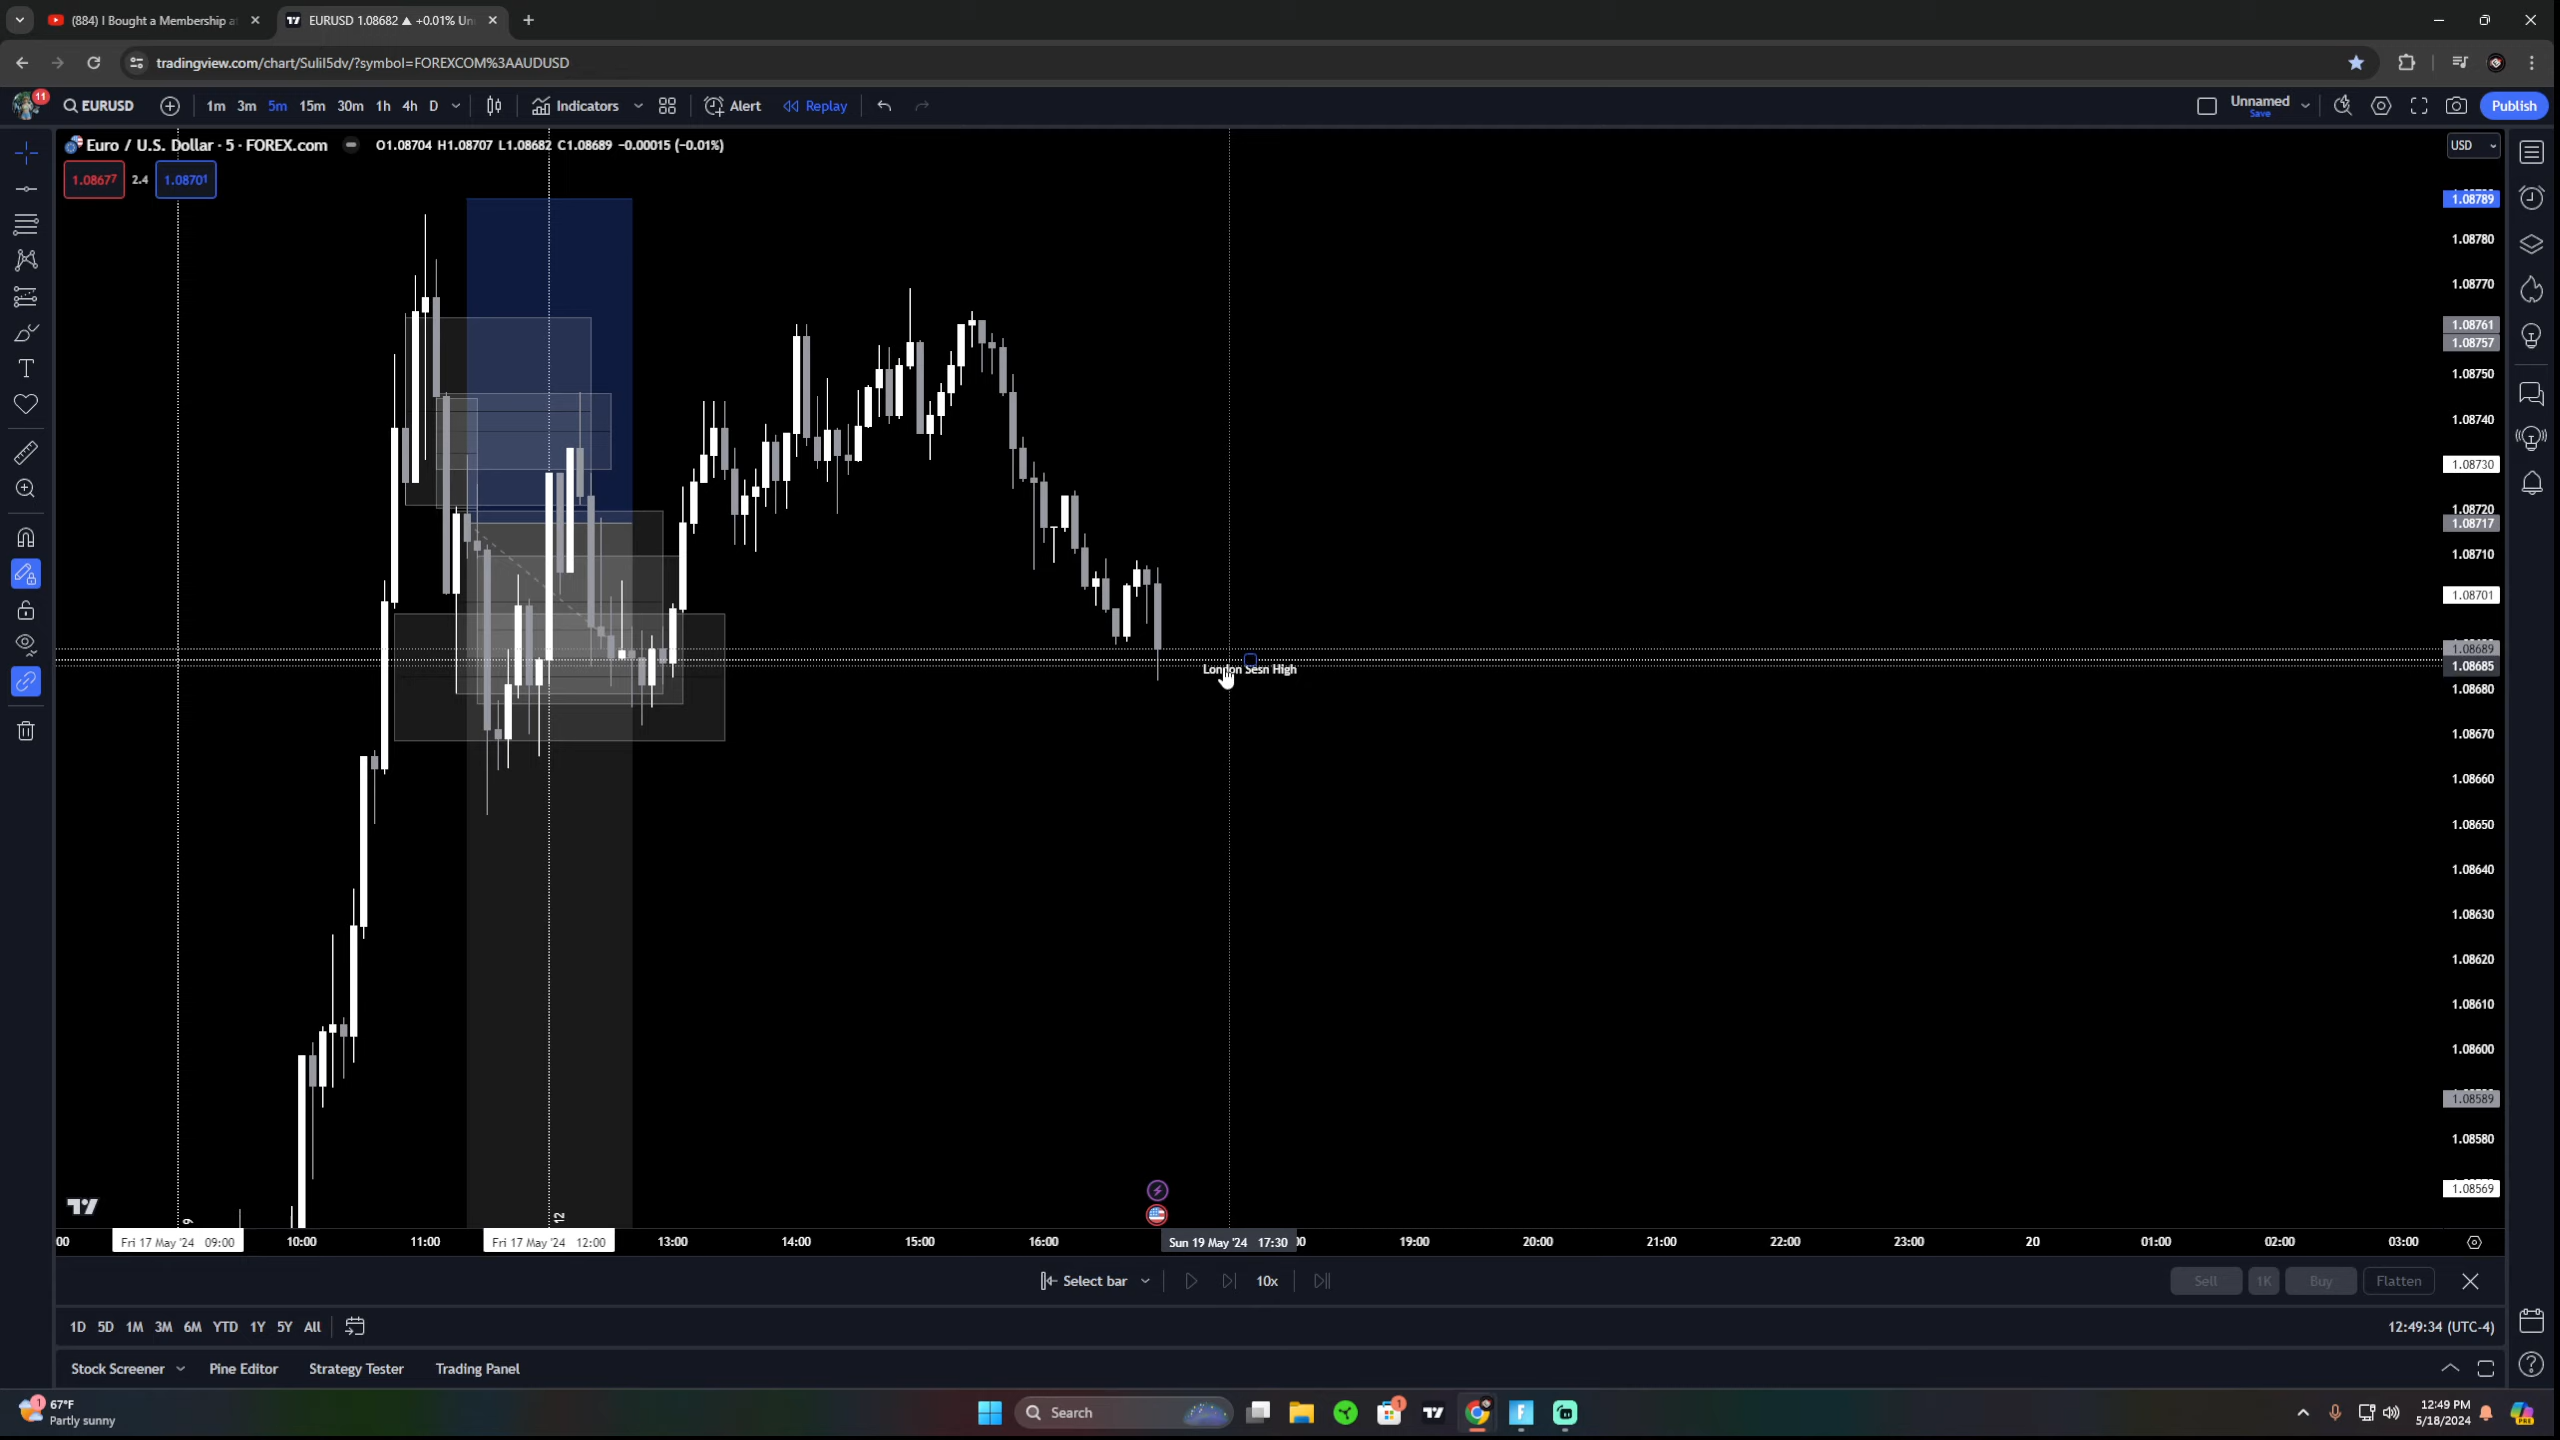 (884) I Bought a Membership a
EURUSD 1.08682 ▲ +0.01% Un
tradingview.com/chart/SuliI5dv/?symbol=FOREXCOM%3AAUDUSD
11
EURUSD
1m 3m 5m 15m 30m 1h 4h D
Indicators
Alert
Replay
Unnamed
Save
Publish
Euro / U.S. Dollar · 5 · FOREX.com
O1.08704 H1.08707 L1.08682 C1.08689 -0.00015 (-0.01%)
USD
1.08677 2.4 1.08701
1.08789
1.08780
1.08770
1.08761
1.08757
1.08750
1.08740
1.08730
1.08720
1.08717
1.08710
1.08701
1.08689
1.08685
London Sesn High
1.08680
1.08670
1.08660
1.08650
1.08640
1.08630
1.08620
1.08610
1.08600
1.08589
1.08580
1.08569
9
12
00 Fri 17 May '24 09:00 10:00 11:00 Fri 17 May '24 12:00 13:00 14:00 15:00 16:00 Sun 19 May '24 17:30 19:00 20:00 21:00 22:00 23:00 20 01:00 02:00 03:00
Select bar 10x Sell 1K Buy Flatten
1D 5D 1M 3M 6M YTD 1Y 5Y All
12:49:34 (UTC-4)
Stock Screener Pine Editor Strategy Tester Trading Panel
1
67°F
Partly sunny
Search
1
12:49 PM
5/18/2024